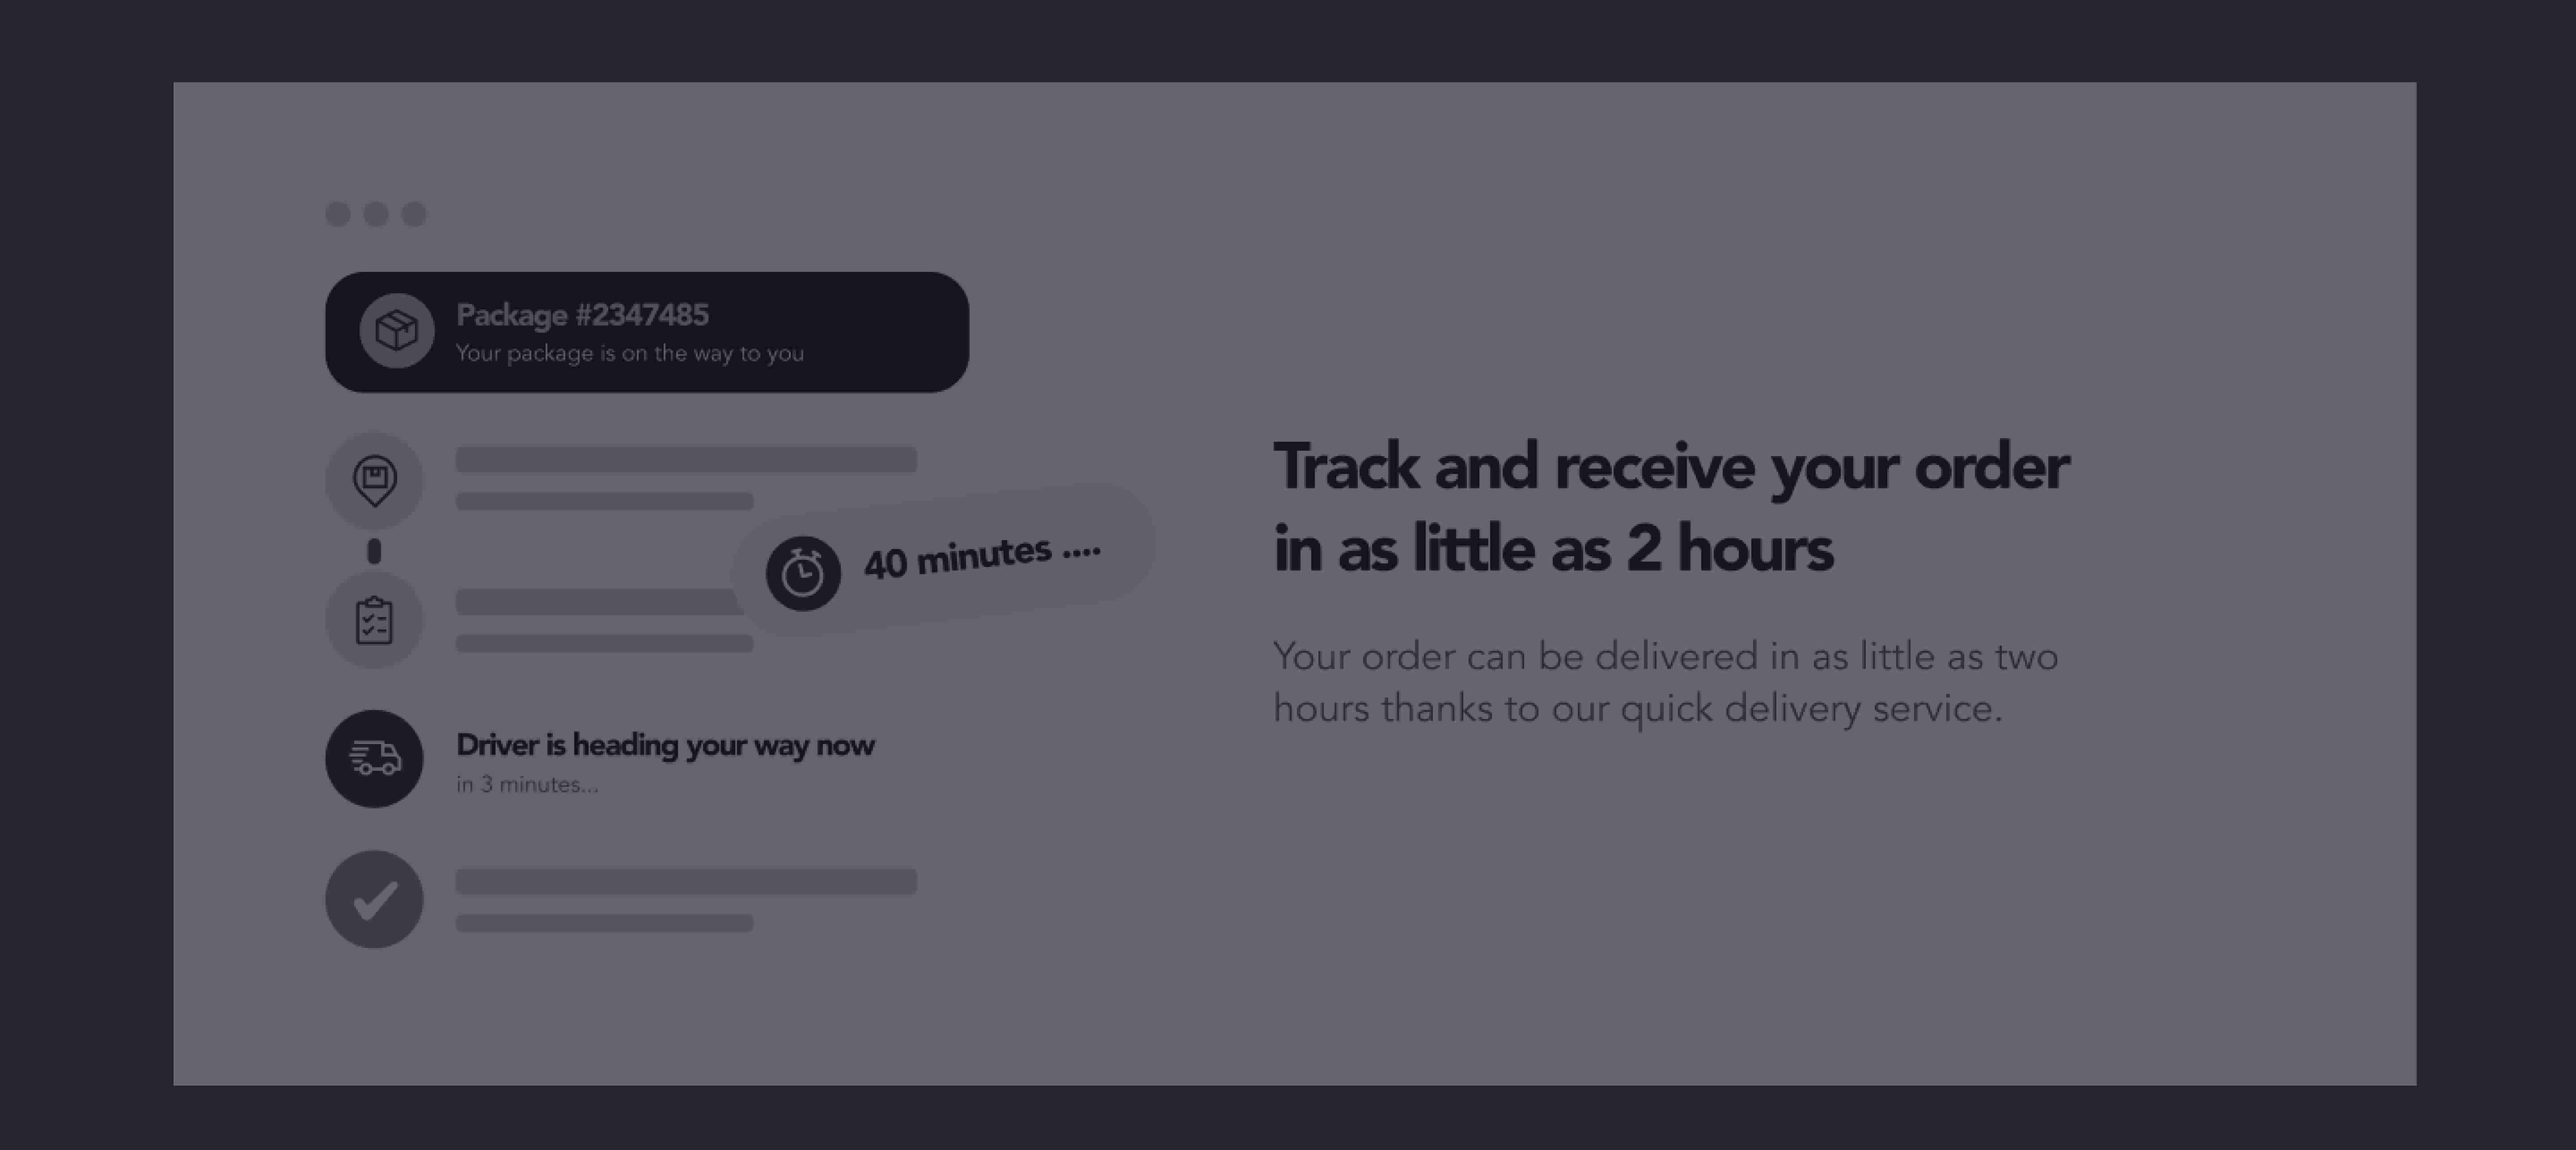 Package #2347485
Your package is on the way to you
40 minutes ....
Driver is heading your way now
in 3 minutes...
Track and receive your order
in as little as 2 hours
Your order can be delivered in as little as two
hours thanks to our quick delivery service.